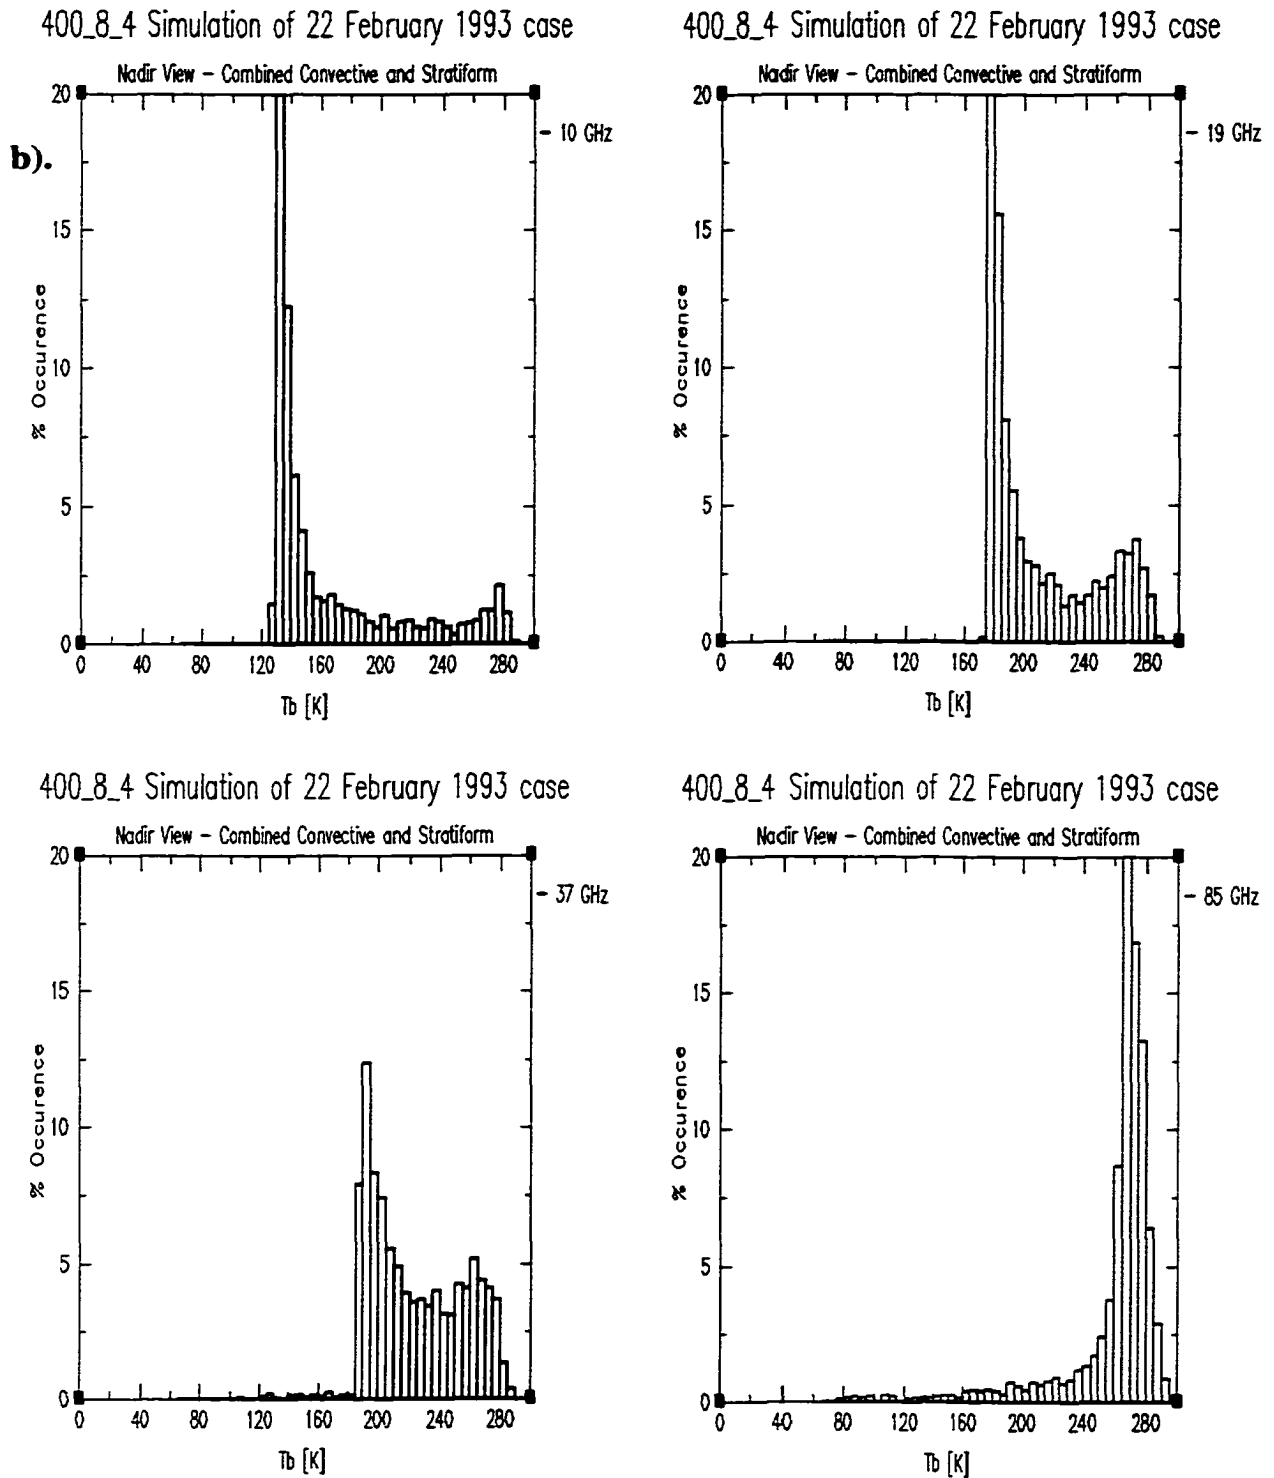 400_8_4 Simulation of 22 February 1993 case
Nadir View - Combined Convective and Stratiform
b).
- 10 GHz
% Occurence
20
15
10
5
0
0 40 80 120 160 200 240 280
Tb [K]
400_8_4 Simulation of 22 February 1993 case
Nadir View - Combined Convective and Stratiform
- 19 GHz
% Occurence
20
15
10
5
0
0 40 80 120 160 200 240 280
Tb [K]
400_8_4 Simulation of 22 February 1993 case
Nadir View - Combined Convective and Stratiform
- 37 GHz
% Occurence
20
15
10
5
0
0 40 80 120 160 200 240 280
Tb [K]
400_8_4 Simulation of 22 February 1993 case
Nadir View - Combined Convective and Stratiform
- 85 GHz
% Occurence
20
15
10
5
0
0 40 80 120 160 200 240 280
Tb [K]